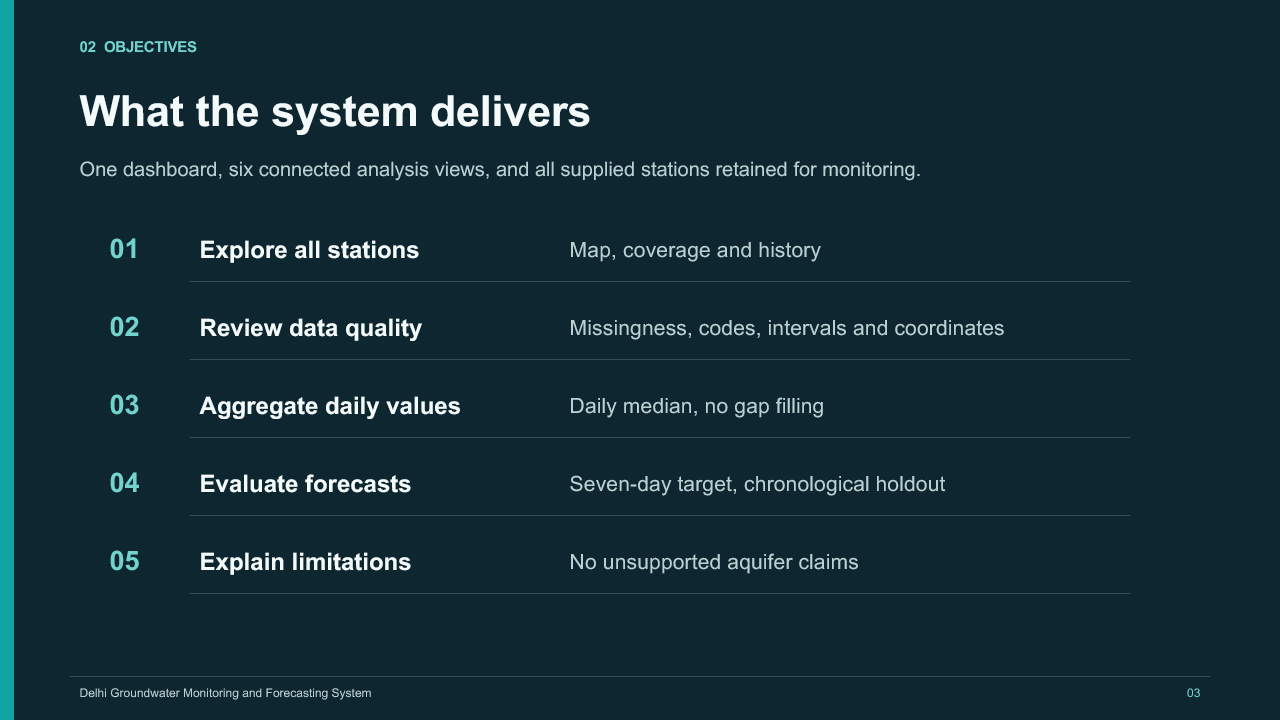 02 OBJECTIVES
What the system delivers
One dashboard, six connected analysis views, and all supplied stations retained for monitoring.
01 Explore all stations Map, coverage and history
02 Review data quality Missingness, codes, intervals and coordinates
03 Aggregate daily values Daily median, no gap filling
04 Evaluate forecasts Seven-day target, chronological holdout
05 Explain limitations No unsupported aquifer claims
Delhi Groundwater Monitoring and Forecasting System 03